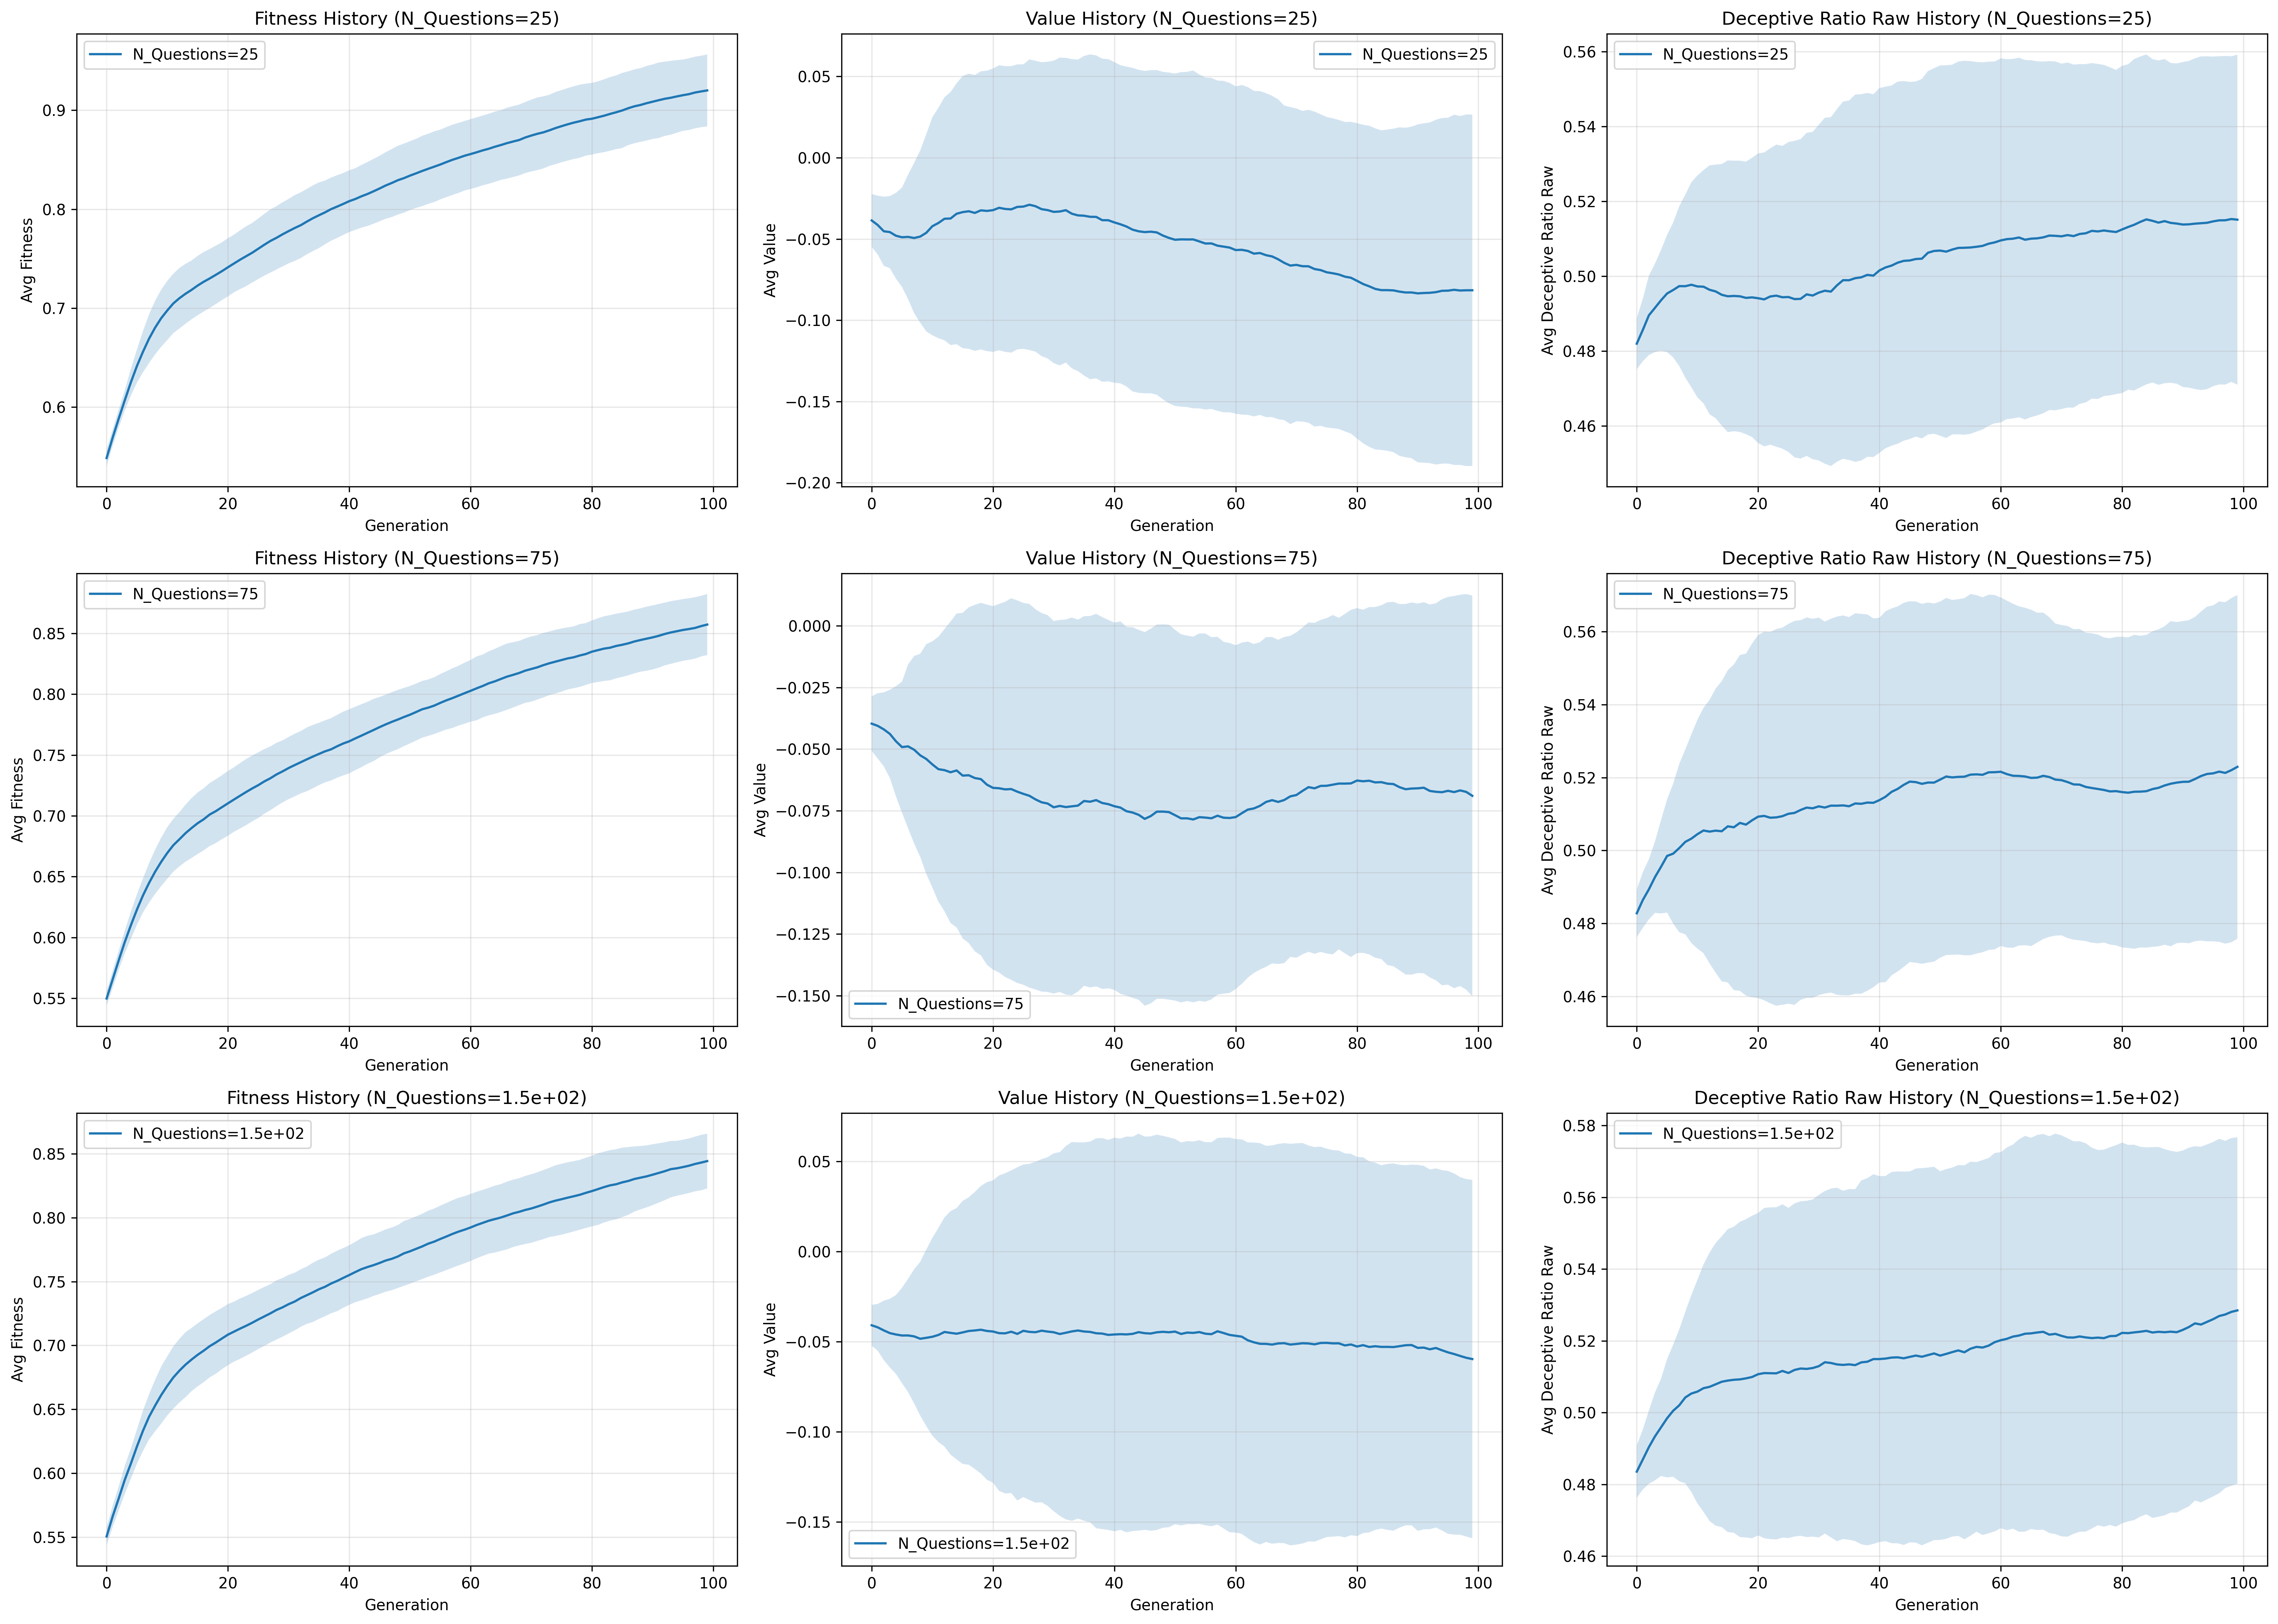 Fitness History (N_Questions=25)
N_Questions=25
Avg Fitness
0.9
0.8
0.7
0.6
0 20 40 60 80 100
Generation
Value History (N_Questions=25)
N_Questions=25
Avg Value
0.05
0.00
−0.05
−0.10
−0.15
−0.20
0 20 40 60 80 100
Generation
Deceptive Ratio Raw History (N_Questions=25)
N_Questions=25
Avg Deceptive Ratio Raw
0.56
0.54
0.52
0.50
0.48
0.46
0 20 40 60 80 100
Generation
Fitness History (N_Questions=75)
N_Questions=75
Avg Fitness
0.85
0.80
0.75
0.70
0.65
0.60
0.55
0 20 40 60 80 100
Generation
Value History (N_Questions=75)
N_Questions=75
Avg Value
0.000
−0.025
−0.050
−0.075
−0.100
−0.125
−0.150
0 20 40 60 80 100
Generation
Deceptive Ratio Raw History (N_Questions=75)
N_Questions=75
Avg Deceptive Ratio Raw
0.56
0.54
0.52
0.50
0.48
0.46
0 20 40 60 80 100
Generation
Fitness History (N_Questions=1.5e+02)
N_Questions=1.5e+02
Avg Fitness
0.85
0.80
0.75
0.70
0.65
0.60
0.55
0 20 40 60 80 100
Generation
Value History (N_Questions=1.5e+02)
N_Questions=1.5e+02
Avg Value
0.05
0.00
−0.05
−0.10
−0.15
0 20 40 60 80 100
Generation
Deceptive Ratio Raw History (N_Questions=1.5e+02)
N_Questions=1.5e+02
Avg Deceptive Ratio Raw
0.58
0.56
0.54
0.52
0.50
0.48
0.46
0 20 40 60 80 100
Generation